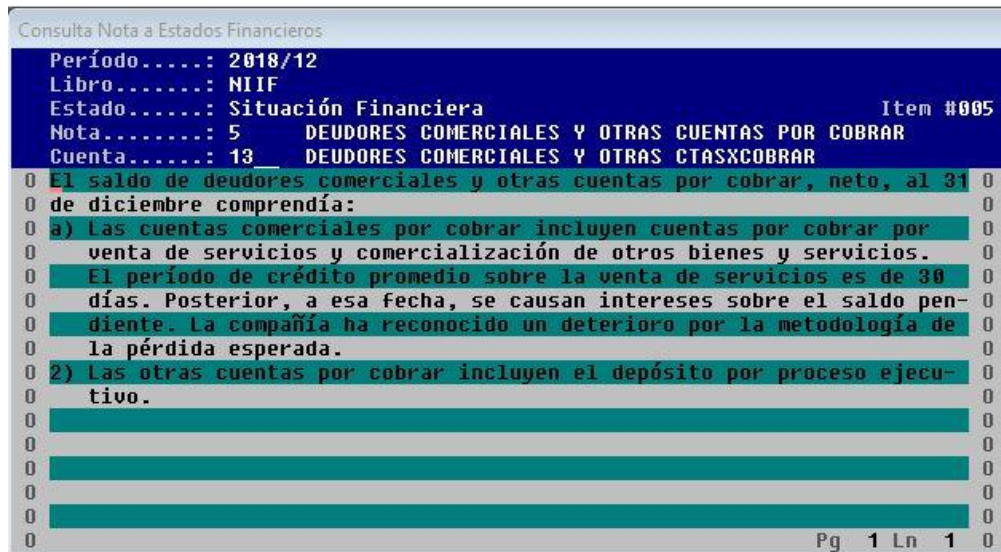 Consulta Nota a Estados Financieros
Período.....: 2018/12
Libro.......: NIIF
Estado......: Situación Financiera Item #005
Nota........: 5 DEUDORES COMERCIALES Y OTRAS CUENTAS POR COBRAR
Cuenta......: 13__ DEUDORES COMERCIALES Y OTRAS CTASXCOBRAR
0 El saldo de deudores comerciales y otras cuentas por cobrar, neto, al 31 0
0 de diciembre comprendía: 0
0 a) Las cuentas comerciales por cobrar incluyen cuentas por cobrar por 0
0 venta de servicios y comercialización de otros bienes y servicios. 0
0 El período de crédito promedio sobre la venta de servicios es de 30 0
0 días. Posterior, a esa fecha, se causan intereses sobre el saldo pen- 0
0 diente. La compañía ha reconocido un deterioro por la metodología de 0
0 la pérdida esperada. 0
0 2) Las otras cuentas por cobrar incluyen el depósito por proceso ejecu- 0
0 tivo. 0
0 0
0 0
0 0
0 0
0 0
0 Pg 1 Ln 1 0